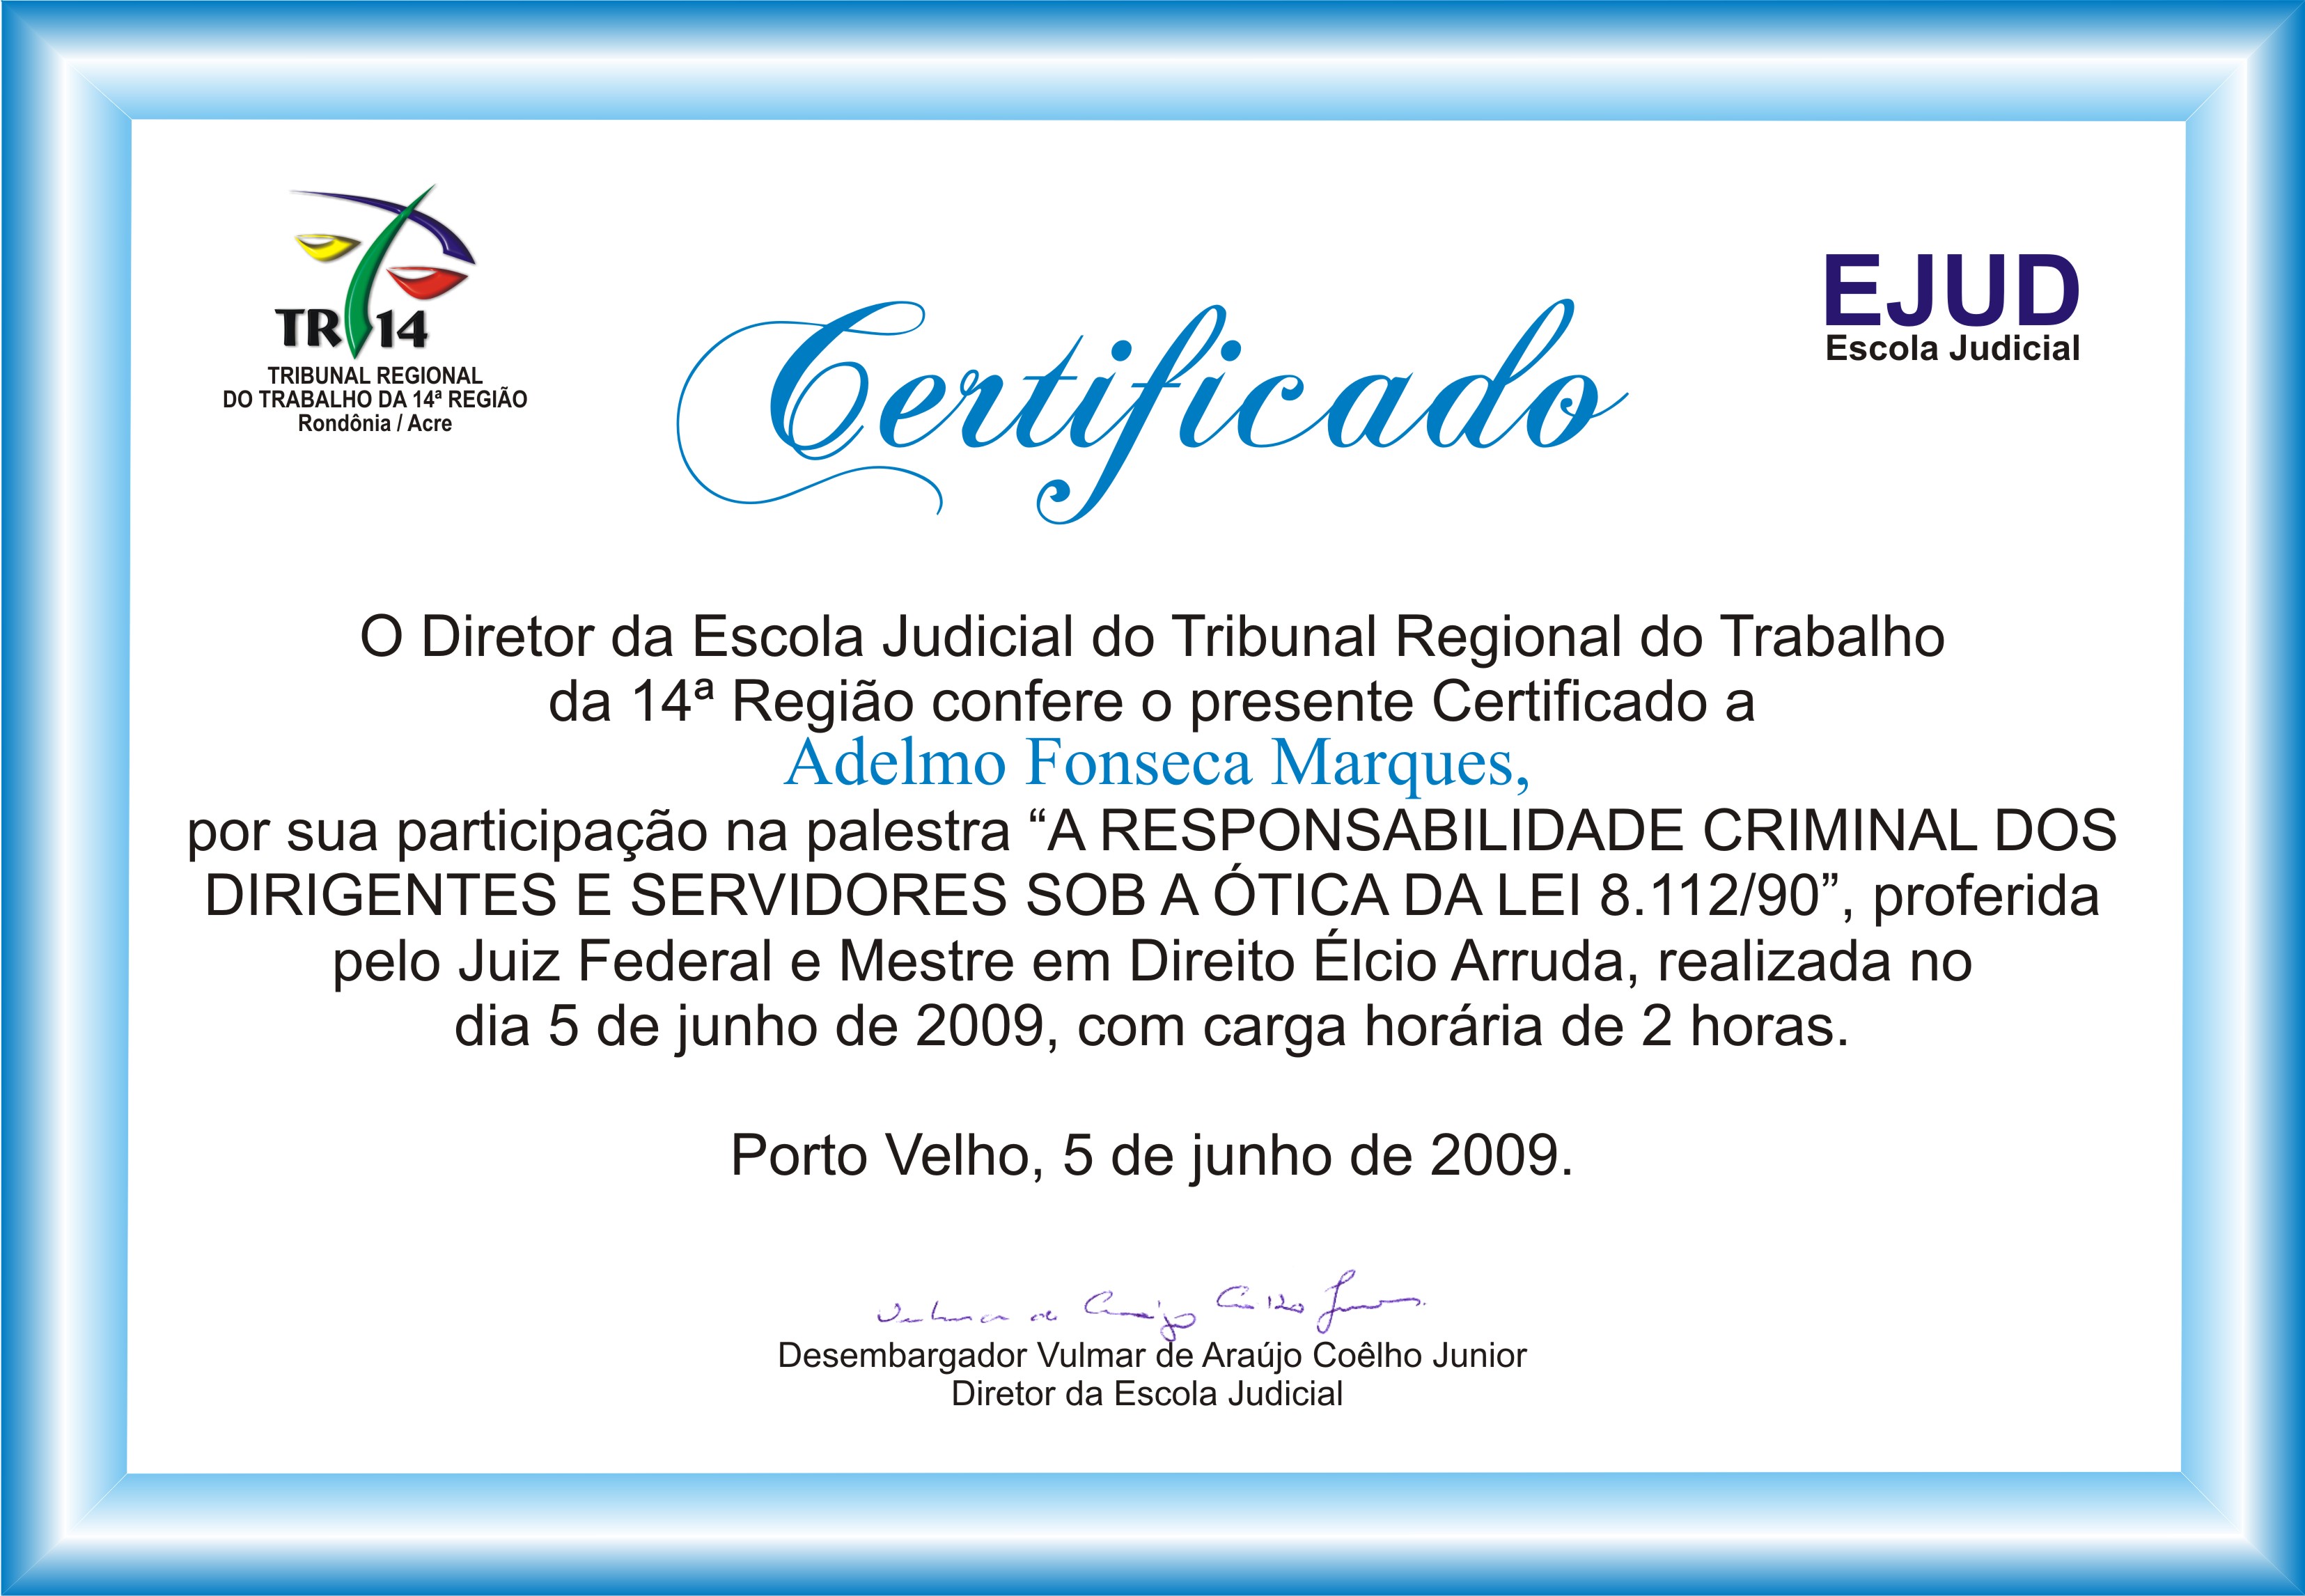 TR 14
TRIBUNAL REGIONAL
DO TRABALHO DA 14ª REGIÃO
Rondônia / Acre
EJUD
Escola Judicial
Certificado
O Diretor da Escola Judicial do Tribunal Regional do Trabalho
da 14ª Região confere o presente Certificado a
Adelmo Fonseca Marques,
por sua participação na palestra “A RESPONSABILIDADE CRIMINAL DOS
DIRIGENTES E SERVIDORES SOB A ÓTICA DA LEI 8.112/90”, proferida
pelo Juiz Federal e Mestre em Direito Élcio Arruda, realizada no
dia 5 de junho de 2009, com carga horária de 2 horas.
Porto Velho, 5 de junho de 2009.
Vulmar de Araújo Coêlho Junior
Desembargador Vulmar de Araújo Coêlho Junior
Diretor da Escola Judicial